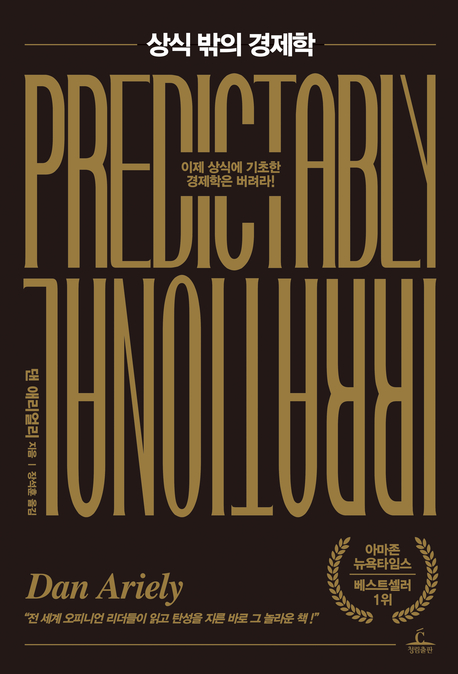 상식 밖의 경제학
PREDICTABLY
이제 상식에 기초한
경제학은 버려라!
IRRATIONAL
댄 애리얼리 지음 | 장석훈 옮김
아마존
뉴욕타임스
베스트셀러
1위
Dan Ariely
“전 세계 오피니언 리더들이 읽고 탄성을 지른 바로 그 놀라운 책!”
청림출판